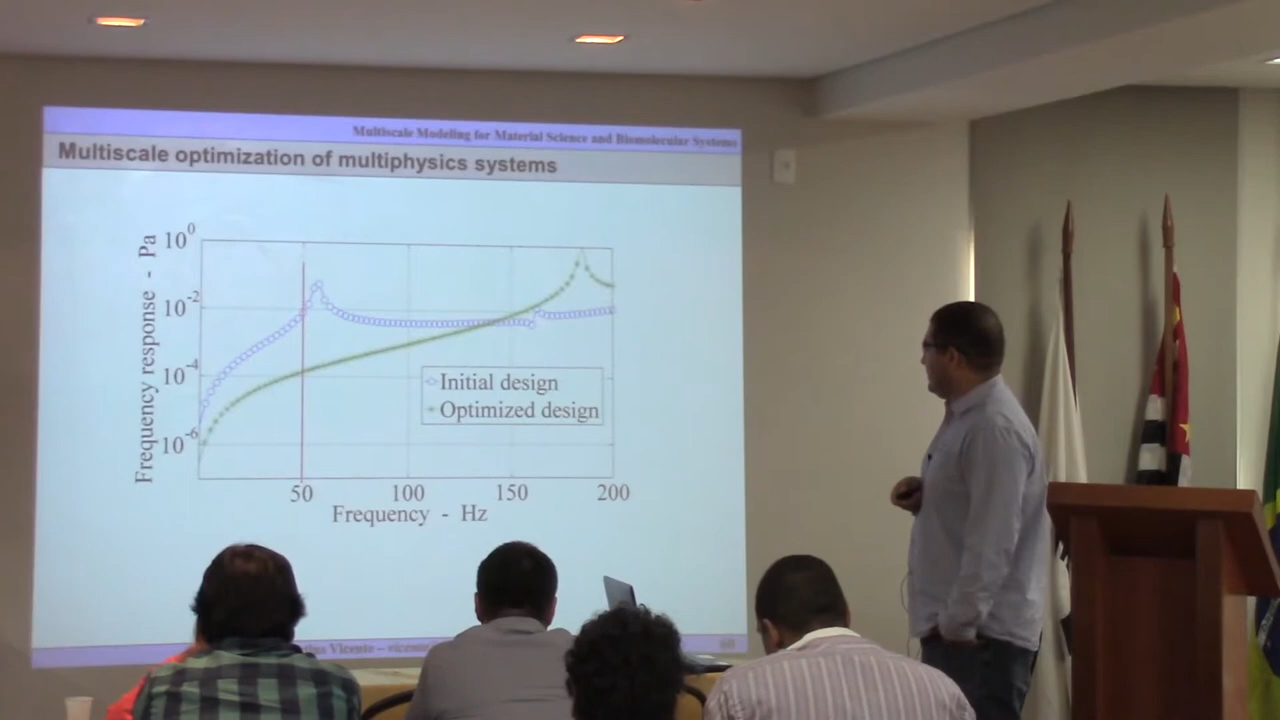 Multiscale Modeling for Material Science and Biomolecular Systems
Multiscale optimization of multiphysics systems
Frequency response - Pa
10^0
10^-2
10^-4
10^-6
Initial design
Optimized design
50 100 150 200
Frequency - Hz
Vicente –